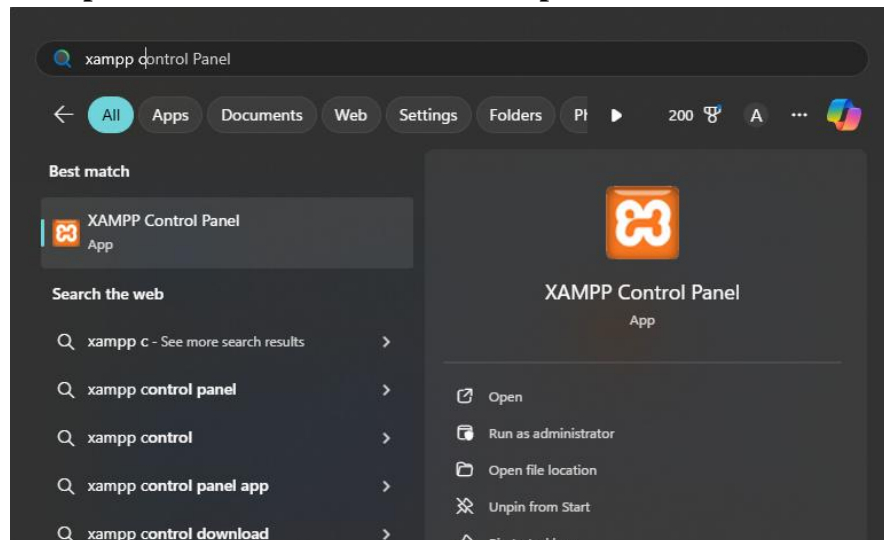 xampp control Panel
All Apps Documents Web Settings Folders 200 A
Best match
XAMPP Control Panel
App
Search the web
xampp c - See more search results
xampp control panel
xampp control
xampp control panel app
xampp control download
XAMPP Control Panel
App
Open
Run as administrator
Open file location
Unpin from Start